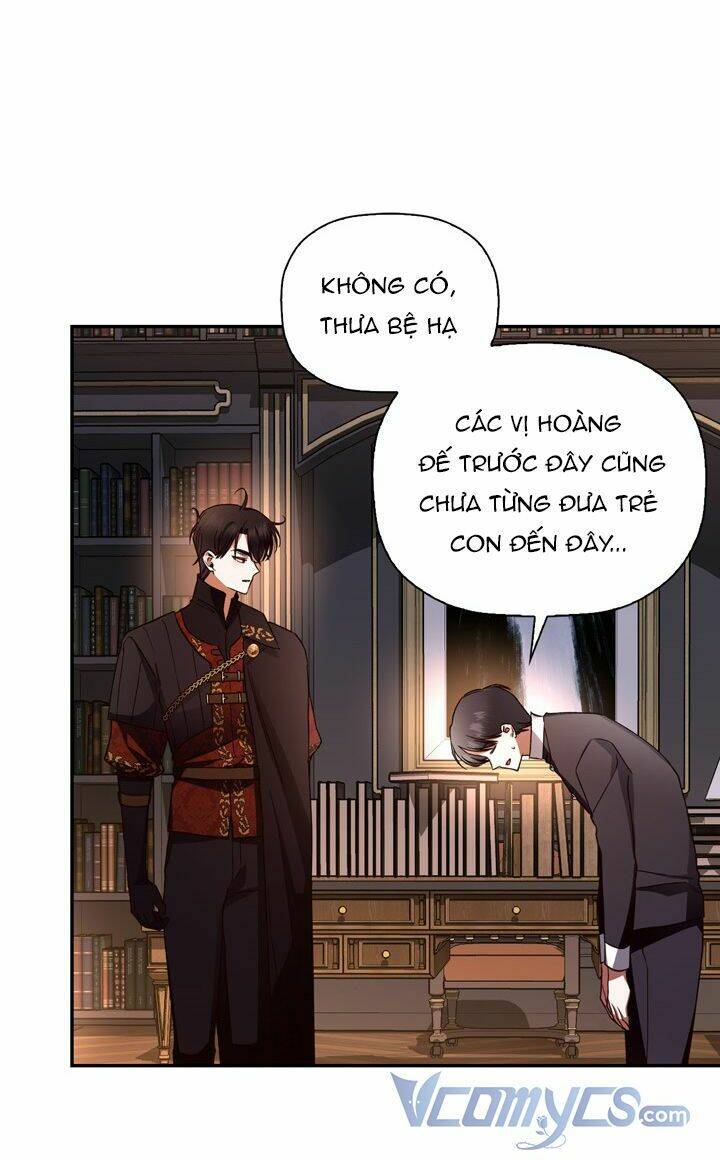 KHÔNG CÓ,
THƯA BỆ HẠ
CÁC VỊ HOÀNG
ĐẾ TRƯỚC ĐÂY CŨNG
CHƯA TỪNG ĐƯA TRẺ
CON ĐẾN ĐÂY...
VCOMYCS.com